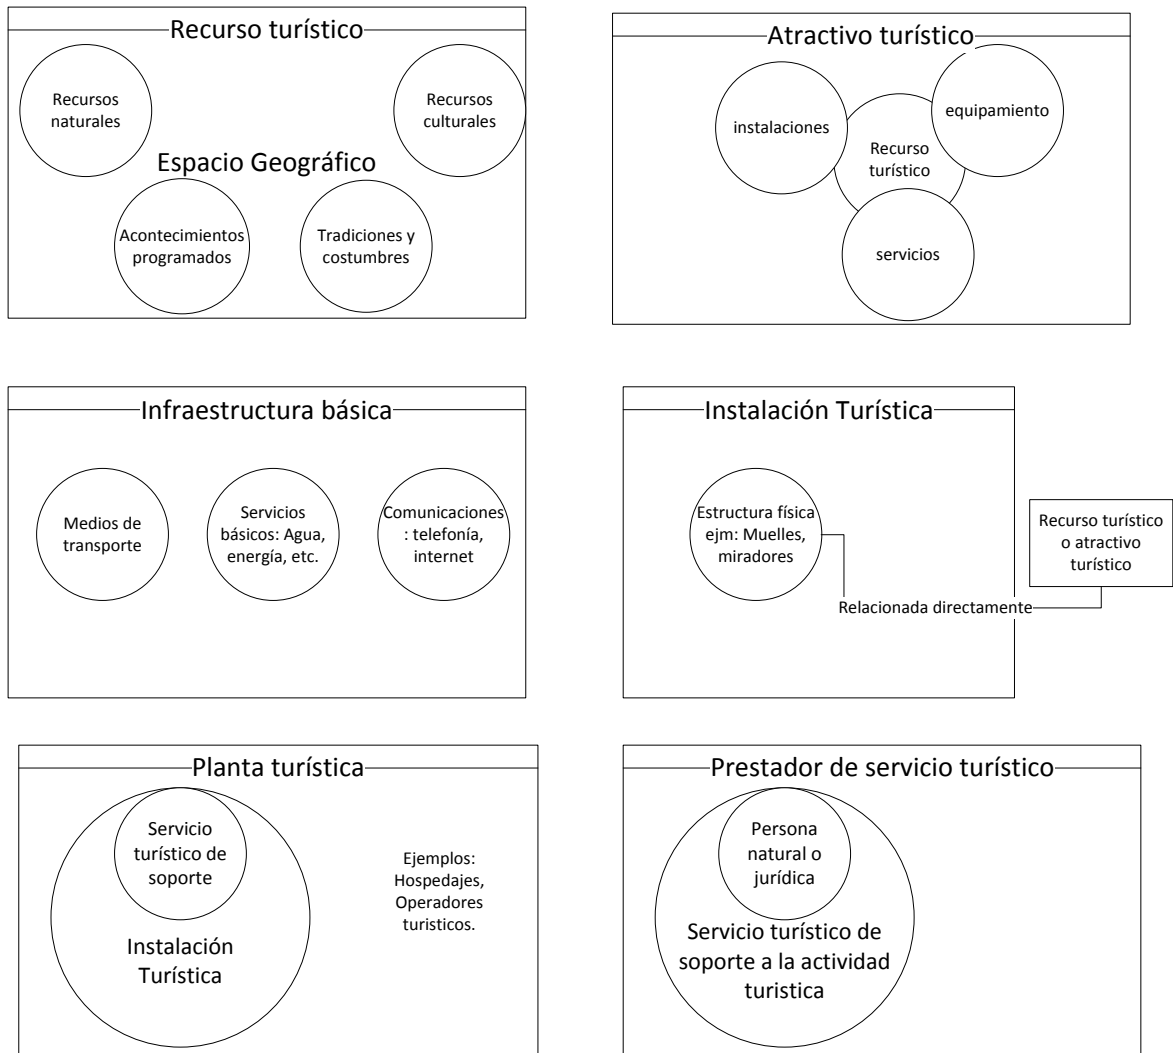 Recurso turístico
Recursos
naturales
Recursos
culturales
Espacio Geográfico
Acontecimientos
programados
Tradiciones y
costumbres
Atractivo turístico
instalaciones
equipamiento
Recurso
turístico
servicios
Infraestructura básica
Medios de
transporte
Servicios
básicos: Agua,
energía, etc.
Comunicaciones
: telefonía,
internet
Instalación Turística
Estructura física
ejm: Muelles,
miradores
Relacionada directamente
Recurso turístico
o atractivo
turístico
Planta turística
Servicio
turístico de
soporte
Instalación
Turística
Ejemplos:
Hospedajes,
Operadores
turisticos.
Prestador de servicio turístico
Persona
natural o
jurídica
Servicio turístico de
soporte a la actividad
turistica